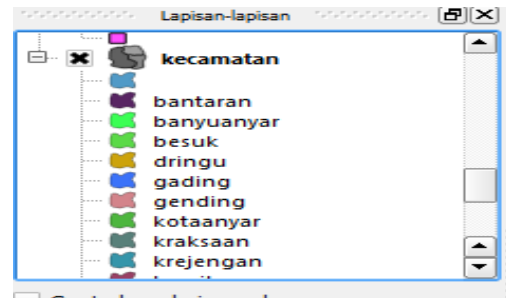 Lapisan-lapisan
kecamatan
bantaran
banyuanyar
besuk
dringu
gading
gending
kotaanyar
kraksaan
krejengan